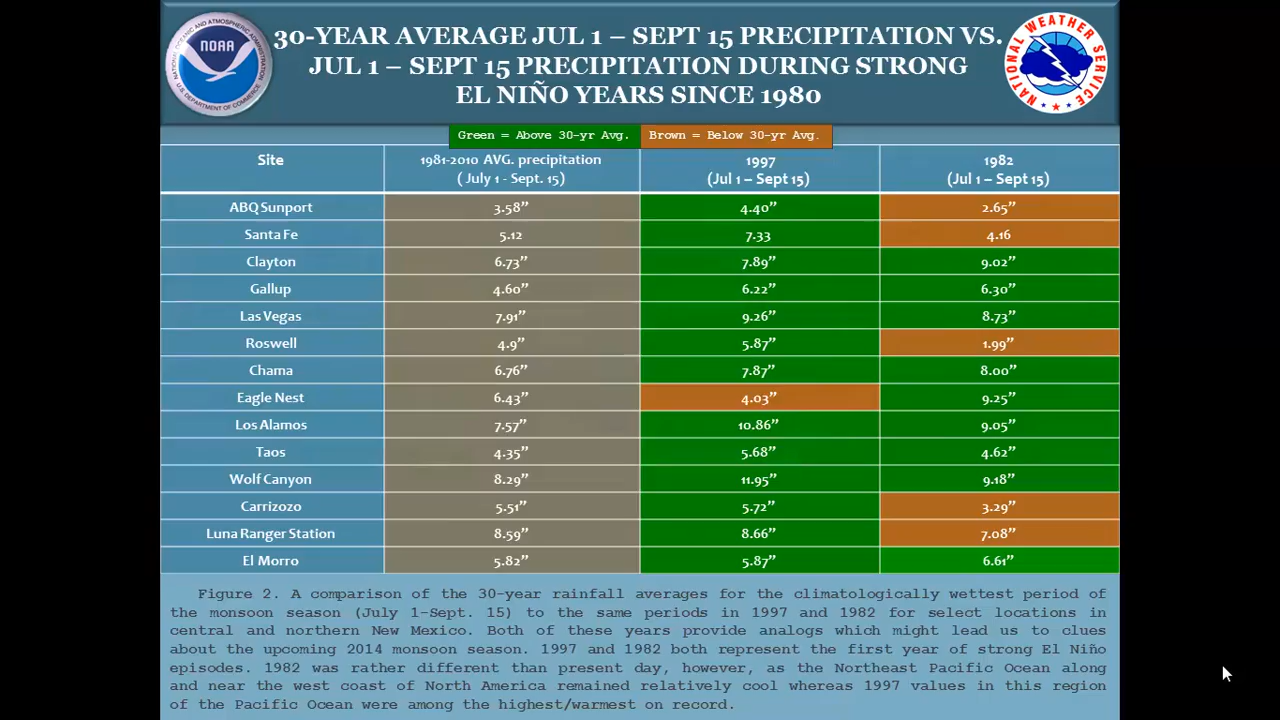 30-YEAR AVERAGE JUL 1 – SEPT 15 PRECIPITATION VS.
JUL 1 – SEPT 15 PRECIPITATION DURING STRONG
EL NIÑO YEARS SINCE 1980
NOAA
NATIONAL OCEANIC AND ATMOSPHERIC ADMINISTRATION
U.S. DEPARTMENT OF COMMERCE
NATIONAL WEATHER SERVICE
Green = Above 30-yr Avg. Brown = Below 30-yr Avg.
Site 1981-2010 AVG. precipitation 1997 1982
( July 1 - Sept. 15) (Jul 1 – Sept 15) (Jul 1 – Sept 15)
ABQ Sunport 3.58” 4.40” 2.65”
Santa Fe 5.12 7.33 4.16
Clayton 6.73” 7.89” 9.02”
Gallup 4.60” 6.22” 6.30”
Las Vegas 7.91” 9.26” 8.73”
Roswell 4.9” 5.87” 1.99”
Chama 6.76” 7.87” 8.00”
Eagle Nest 6.43” 4.03” 9.25”
Los Alamos 7.57” 10.86” 9.05”
Taos 4.35” 5.68” 4.62”
Wolf Canyon 8.29” 11.95” 9.18”
Carrizozo 5.51” 5.72” 3.29”
Luna Ranger Station 8.59” 8.66” 7.08”
El Morro 5.82” 5.87” 6.61”
Figure 2. A comparison of the 30-year rainfall averages for the climatologically wettest period of
the monsoon season (July 1-Sept. 15) to the same periods in 1997 and 1982 for select locations in
central and northern New Mexico. Both of these years provide analogs which might lead us to clues
about the upcoming 2014 monsoon season. 1997 and 1982 both represent the first year of strong El Niño
episodes. 1982 was rather different than present day, however, as the Northeast Pacific Ocean along
and near the west coast of North America remained relatively cool whereas 1997 values in this region
of the Pacific Ocean were among the highest/warmest on record.